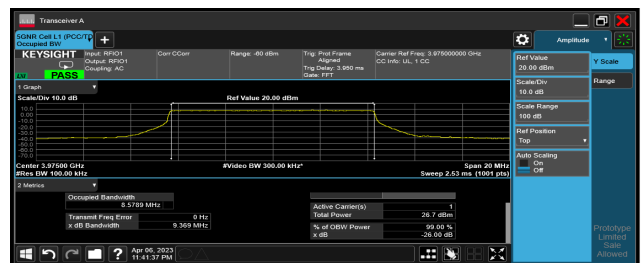 Transceiver A
5GNR Cell L1 (PCC/TD
Occupied BW
Amplitude
KEYSIGHT
Input: RFIO1
Output: RFIO1
Coupling: AC
Corr CCorr
Range: -60 dBm
Trig: Prot Frame
Aligned
Trig Delay: 3.950 ms
Gate: FFT
Carrier Ref Freq: 3.975000000 GHz
CC Info: UL, 1 CC
PASS
1 Graph
Scale/Div 10.0 dB
Ref Value 20.00 dBm
10.0
0.00
-10.0
-20.0
-30.0
-40.0
-50.0
-60.0
-70.0
Center 3.97500 GHz
#Res BW 100.00 kHz
#Video BW 300.00 kHz*
Span 20 MHz
Sweep 2.53 ms (1001 pts)
2 Metrics
Occupied Bandwidth
8.5789 MHz
Transmit Freq Error 0 Hz
x dB Bandwidth 9.369 MHz
Active Carrier(s) 1
Total Power 26.7 dBm
% of OBW Power 99.00 %
x dB -26.00 dB
Ref Value
20.00 dBm
Scale/Div
10.0 dB
Scale Range
100 dB
Ref Position
Top
Auto Scaling
On
Off
Y Scale
Range
Prototype
Limited
Sale
Allowed
Apr 06, 2023
11:41:37 PM